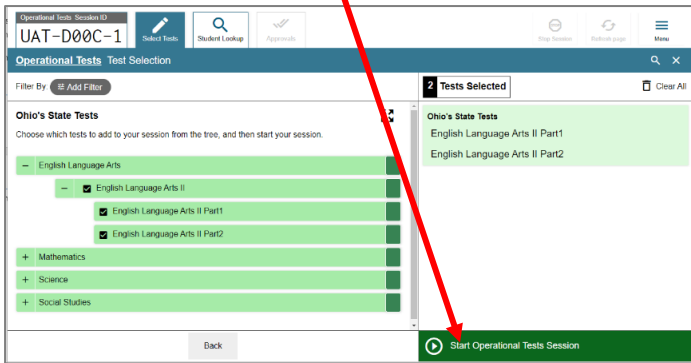 Operational Tests Session ID
UAT-D00C-1
Select Tests
Student Lookup
Approvals
Stop Session
Refresh page
Menu
Operational Tests Test Selection
Filter By Add Filter
2 Tests Selected
Clear All
Ohio's State Tests
Choose which tests to add to your session from the tree, and then start your session.
English Language Arts
English Language Arts II
English Language Arts II Part1
English Language Arts II Part2
Mathematics
Science
Social Studies
Back
Ohio's State Tests
English Language Arts II Part1
English Language Arts II Part2
Start Operational Tests Session